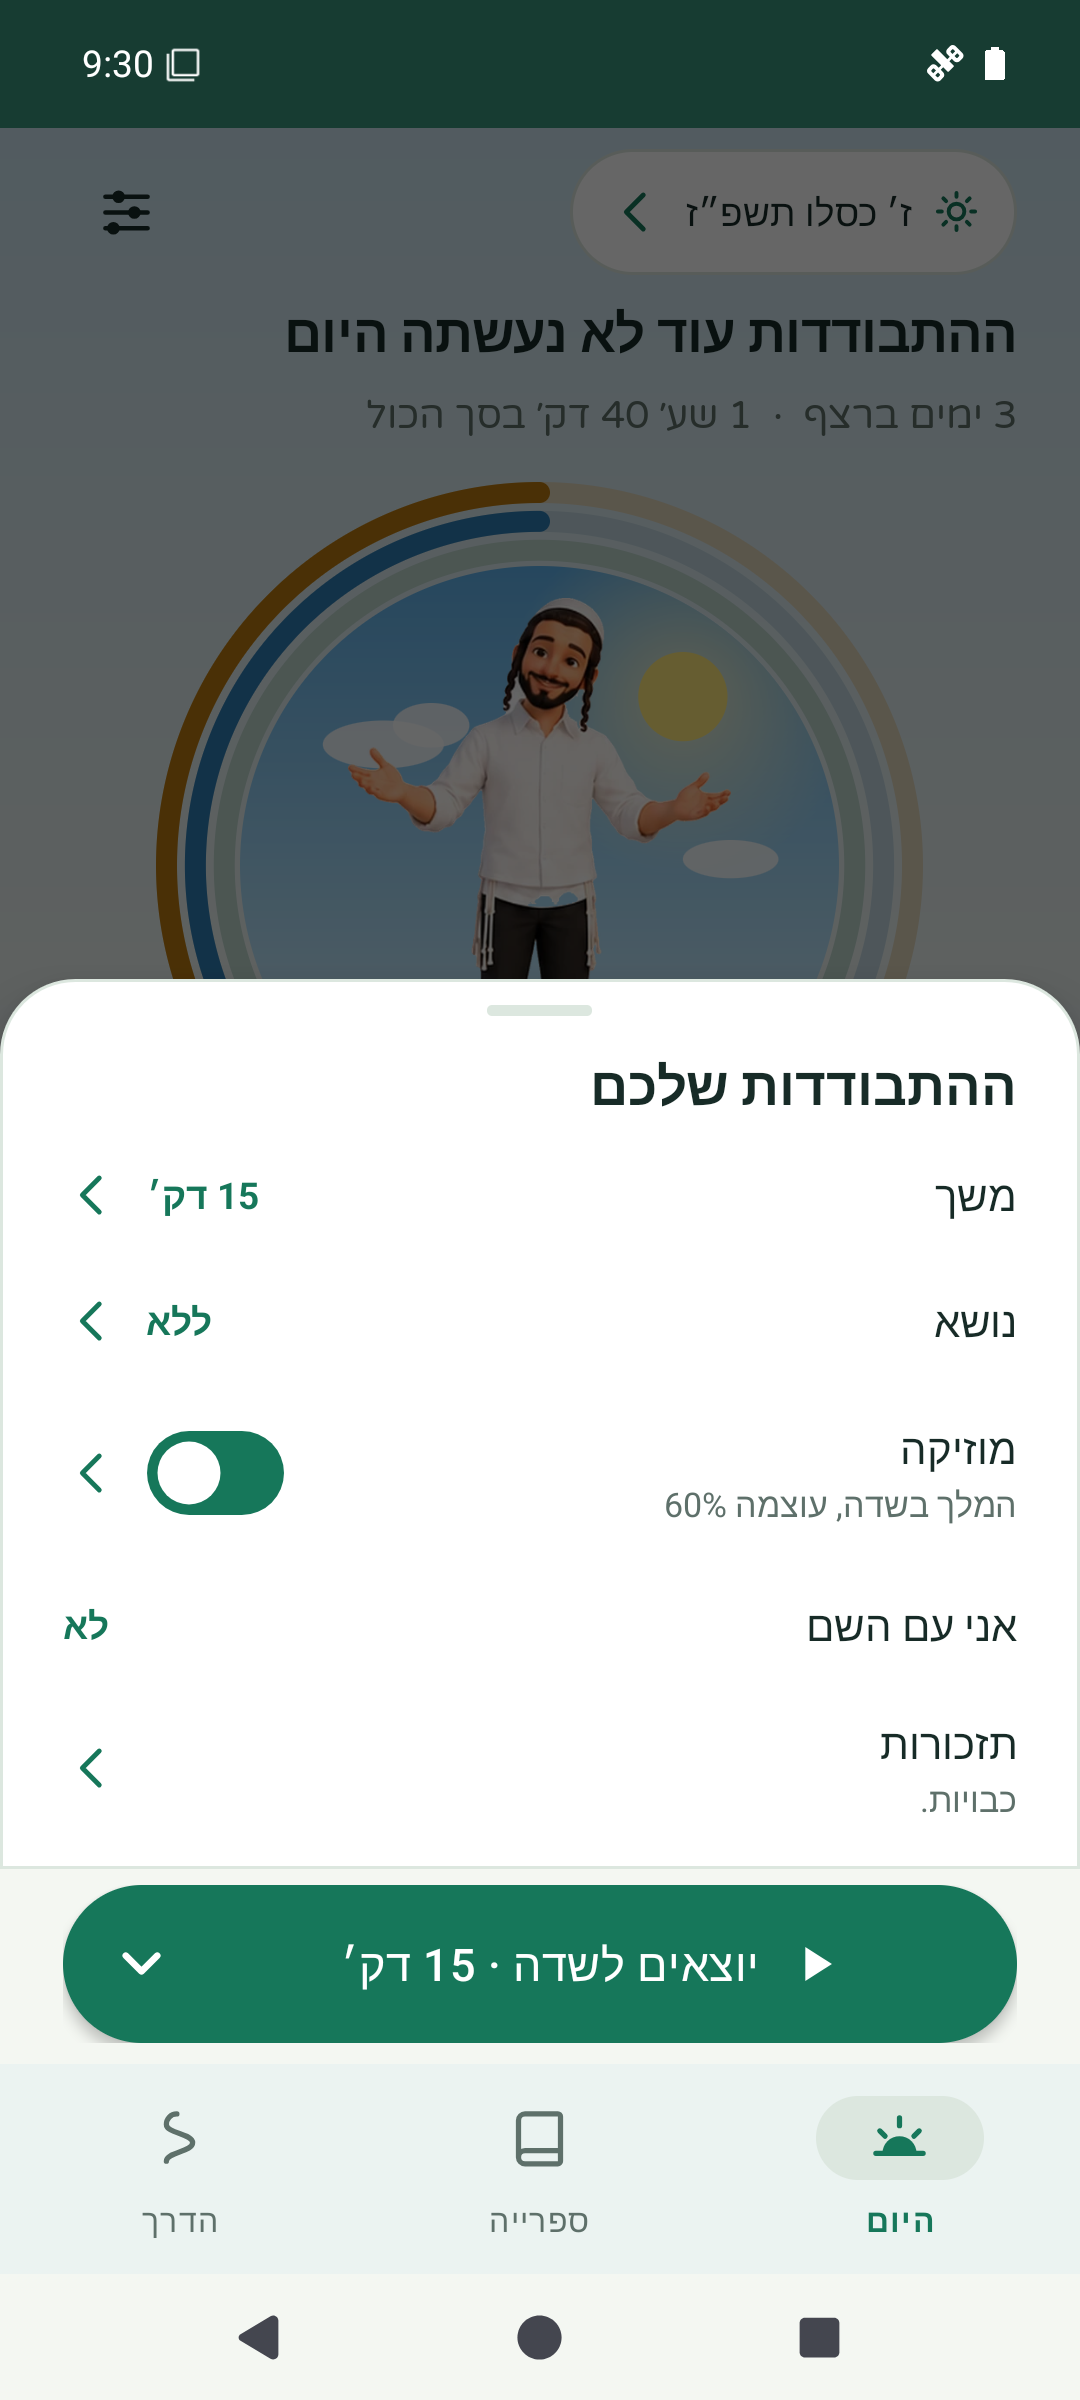 9:30
ז׳ כסלו תשפ״ז
ההתבודדות עוד לא נעשתה היום
3 ימים ברצף · 1 שע׳ 40 דק׳ בסך הכול
ההתבודדות שלכם
משך
15 דק׳
נושא
ללא
מוזיקה
המלך בשדה, עוצמה 60%
אני עם השם
לא
תזכורות
כבויות.
יוצאים לשדה · 15 דק׳
היום
ספרייה
הדרך